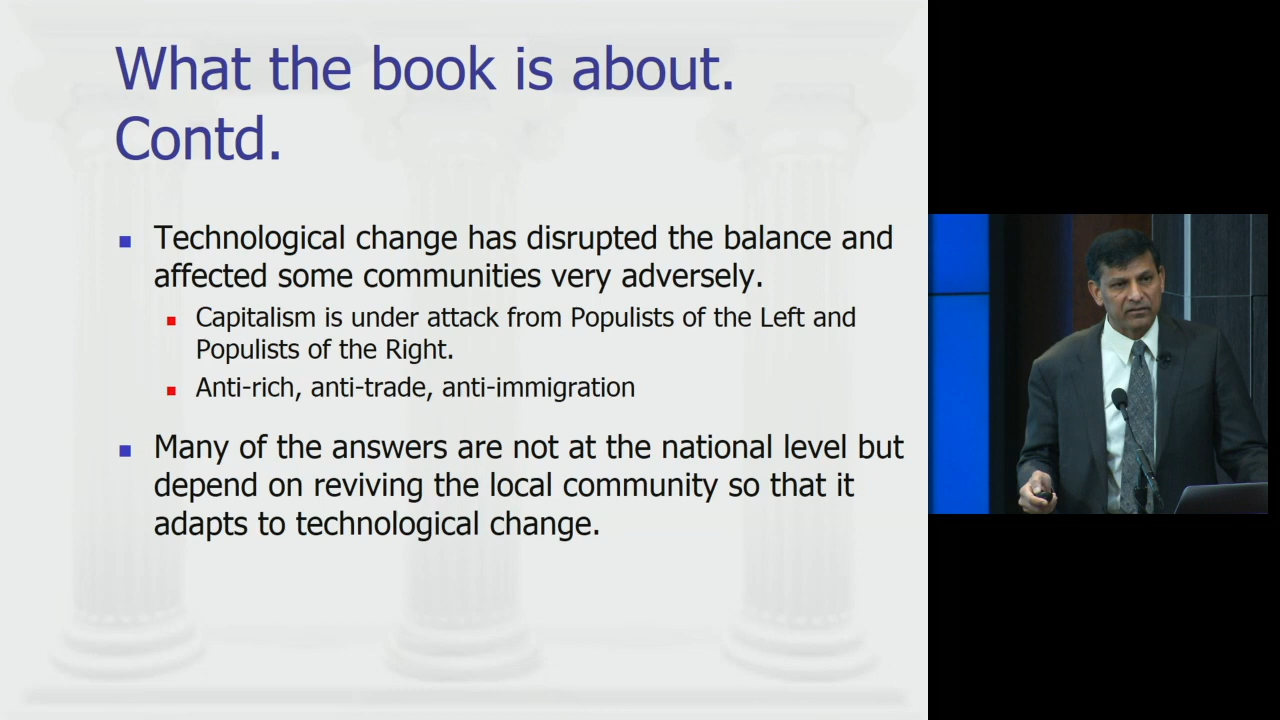 What the book is about.
Contd.
Technological change has disrupted the balance and
affected some communities very adversely.
Capitalism is under attack from Populists of the Left and
Populists of the Right.
Anti-rich, anti-trade, anti-immigration
Many of the answers are not at the national level but
depend on reviving the local community so that it
adapts to technological change.